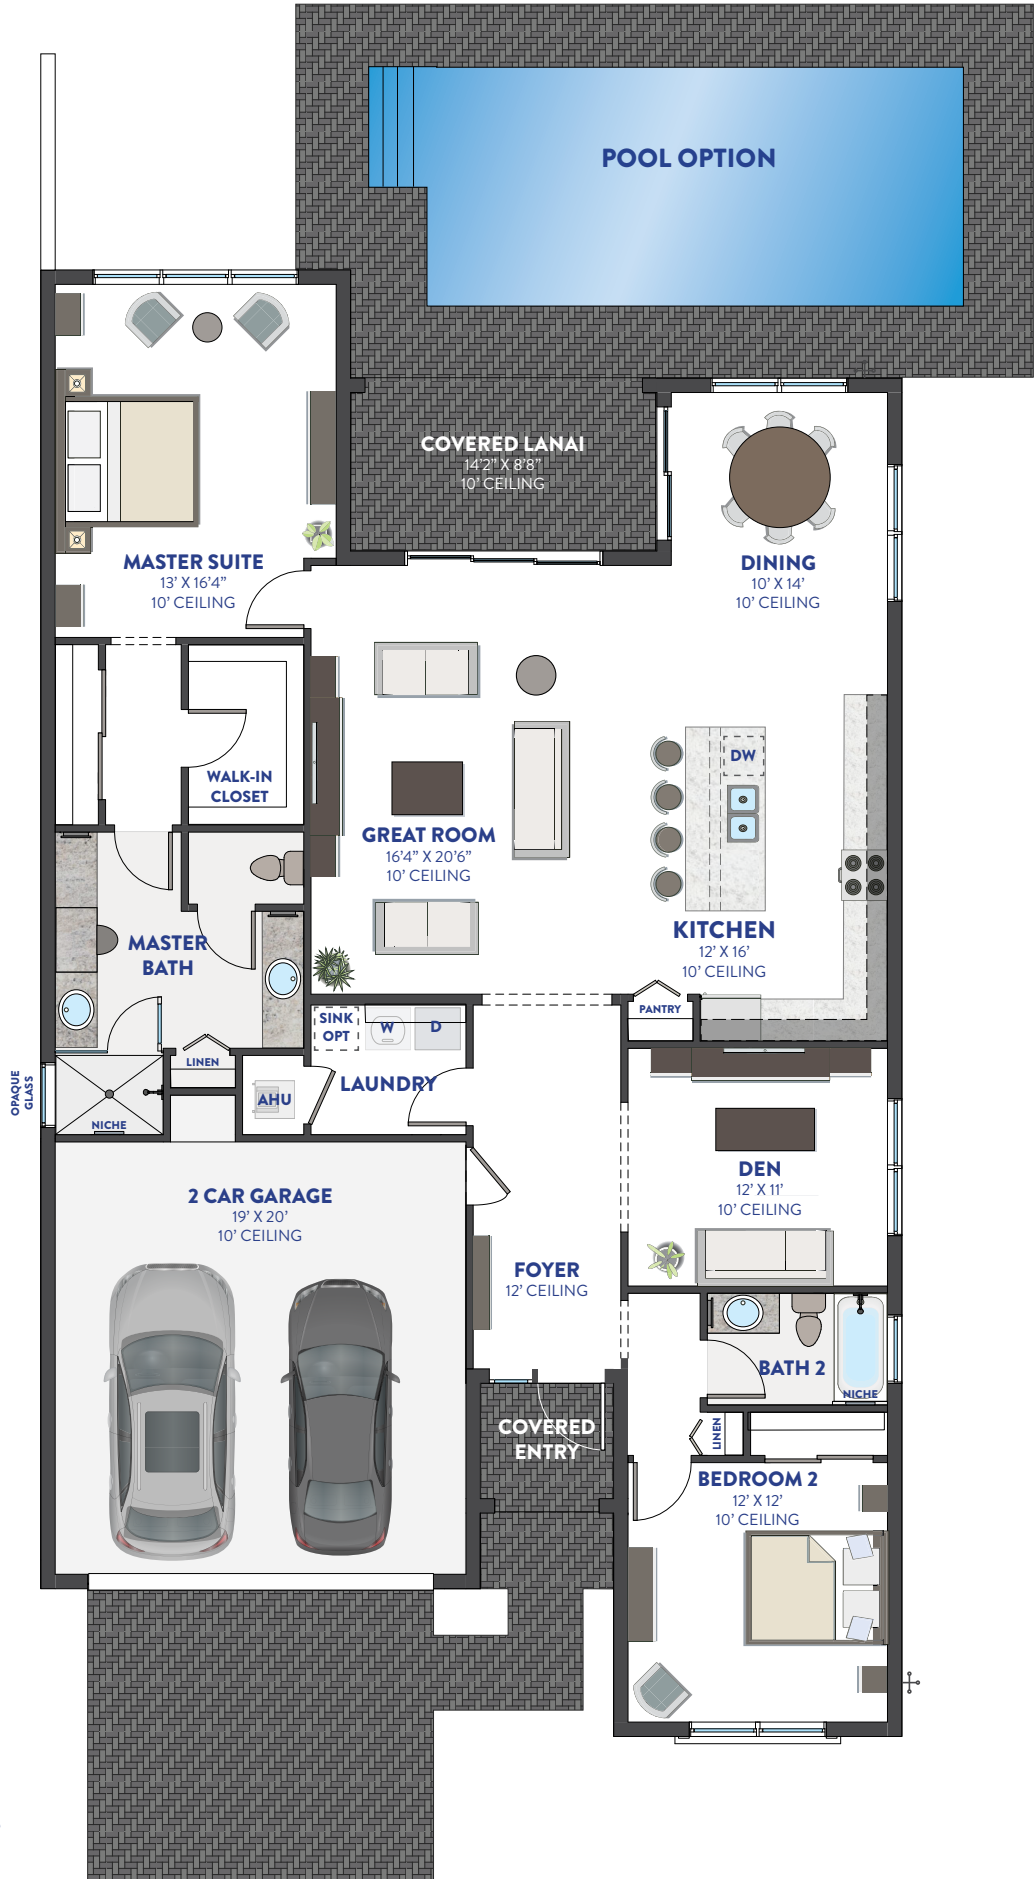 POOL OPTION
COVERED LANAI
14'2" X 8'8"
10' CEILING
MASTER SUITE
13' X 16'4"
10' CEILING
DINING
10' X 14'
10' CEILING
WALK-IN
CLOSET
DW
GREAT ROOM
16'4" X 20'6"
10' CEILING
KITCHEN
12' X 16'
10' CEILING
MASTER
BATH
PANTRY
SINK
OPT
W
D
LINEN
LAUNDRY
AHU
OPAQUE
GLASS
NICHE
2 CAR GARAGE
19' X 20'
10' CEILING
DEN
12' X 11'
10' CEILING
FOYER
12' CEILING
BATH 2
NICHE
COVERED
ENTRY
LINEN
BEDROOM 2
12' X 12'
10' CEILING